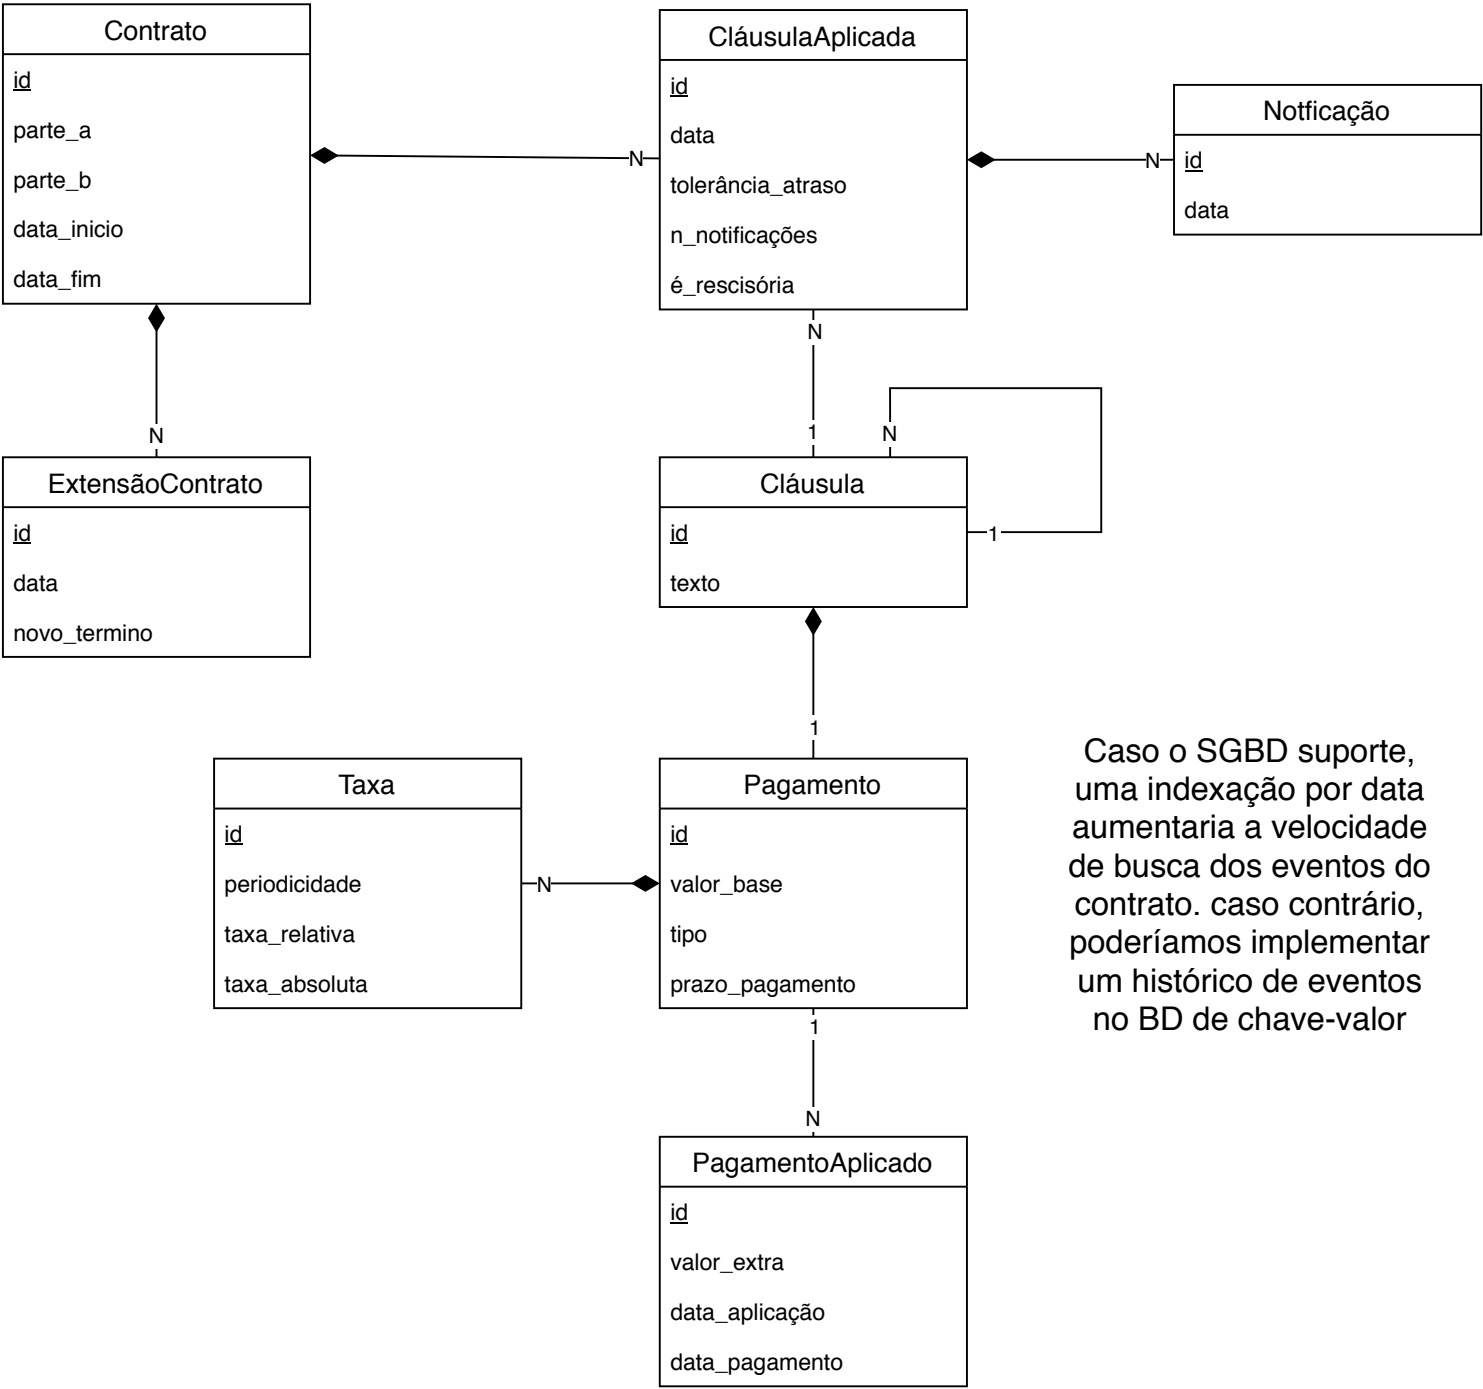 Contrato
id
parte_a
parte_b
data_inicio
data_fim
N
CláusulaAplicada
id
data
tolerância_atraso
n_notificações
é_rescisória
N
Notficação
id
data
N
1
N
1
N
ExtensãoContrato
id
data
novo_termino
Cláusula
id
texto
1
Taxa
id
periodicidade
taxa_relativa
taxa_absoluta
N
Pagamento
id
valor_base
tipo
prazo_pagamento
1
N
Caso o SGBD suporte,
uma indexação por data
aumentaria a velocidade
de busca dos eventos do
contrato. caso contrário,
poderíamos implementar
um histórico de eventos
no BD de chave-valor
PagamentoAplicado
id
valor_extra
data_aplicação
data_pagamento